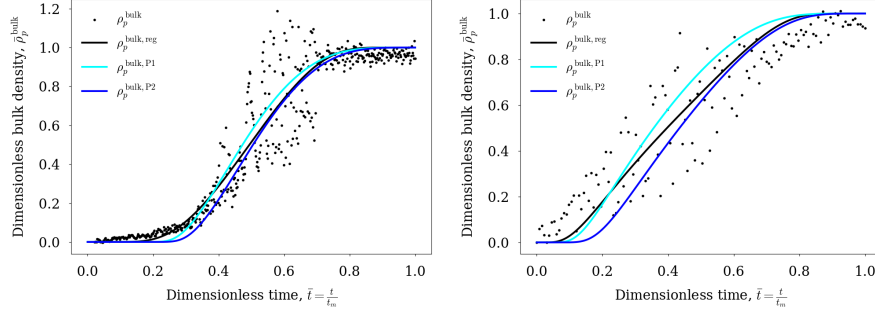 Dimensionless bulk density, ρ̄_p^bulk
1.2
1.0
0.8
0.6
0.4
0.2
0.0
ρ_p^bulk
ρ_p^bulk, reg
ρ_p^bulk, P1
ρ_p^bulk, P2
0.0 0.2 0.4 0.6 0.8 1.0
Dimensionless time, t̄ = t/t_m
Dimensionless bulk density, ρ̄_p^bulk
1.0
0.8
0.6
0.4
0.2
0.0
ρ_p^bulk
ρ_p^bulk, reg
ρ_p^bulk, P1
ρ_p^bulk, P2
0.0 0.2 0.4 0.6 0.8 1.0
Dimensionless time, t̄ = t/t_m